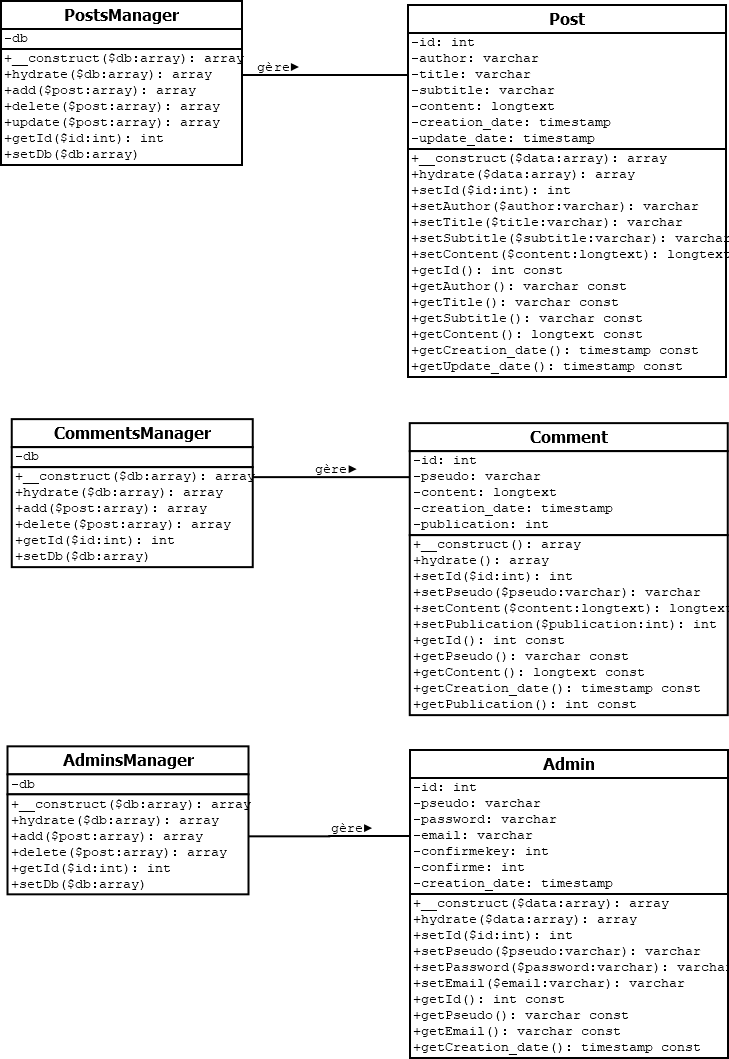 PostsManager
-db
+__construct($db:array): array
+hydrate($db:array): array
+add($post:array): array
+delete($post:array): array
+update($post:array): array
+getId($id:int): int
+setDb($db:array)
gère►
Post
-id: int
-author: varchar
-title: varchar
-subtitle: varchar
-content: longtext
-creation_date: timestamp
-update_date: timestamp
+__construct($data:array): array
+hydrate($data:array): array
+setId($id:int): int
+setAuthor($author:varchar): varchar
+setTitle($title:varchar): varchar
+setSubtitle($subtitle:varchar): varchar
+setContent($content:longtext): longtext
+getId(): int const
+getAuthor(): varchar const
+getTitle(): varchar const
+getSubtitle(): varchar const
+getContent(): longtext const
+getCreation_date(): timestamp const
+getUpdate_date(): timestamp const
CommentsManager
-db
+__construct($db:array): array
+hydrate($db:array): array
+add($post:array): array
+delete($post:array): array
+getId($id:int): int
+setDb($db:array)
gère►
Comment
-id: int
-pseudo: varchar
-content: longtext
-creation_date: timestamp
-publication: int
+__construct(): array
+hydrate(): array
+setId($id:int): int
+setPseudo($pseudo:varchar): varchar
+setContent($content:longtext): longtext
+setPublication($publication:int): int
+getId(): int const
+getPseudo(): varchar const
+getContent(): longtext const
+getCreation_date(): timestamp const
+getPublication(): int const
AdminsManager
-db
+__construct($db:array): array
+hydrate($db:array): array
+add($post:array): array
+delete($post:array): array
+getId($id:int): int
+setDb($db:array)
gère►
Admin
-id: int
-pseudo: varchar
-password: varchar
-email: varchar
-confirmekey: int
-confirme: int
-creation_date: timestamp
+__construct($data:array): array
+hydrate($data:array): array
+setId($id:int): int
+setPseudo($pseudo:varchar): varchar
+setPassword($password:varchar): varchar
+setEmail($email:varchar): varchar
+getId(): int const
+getPseudo(): varchar const
+getEmail(): varchar const
+getCreation_date(): timestamp const